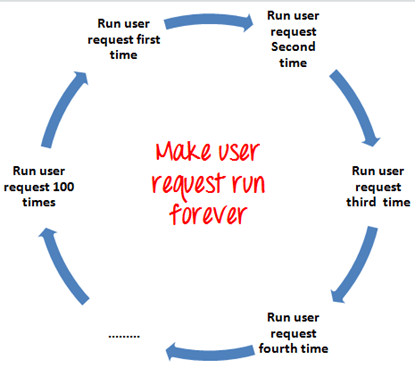 Run user
request first
time
Run user
request
Second
time
Run user
request
third time
Run user
request
fourth time
.........
Run user
request 100
times
Make user
request run
forever